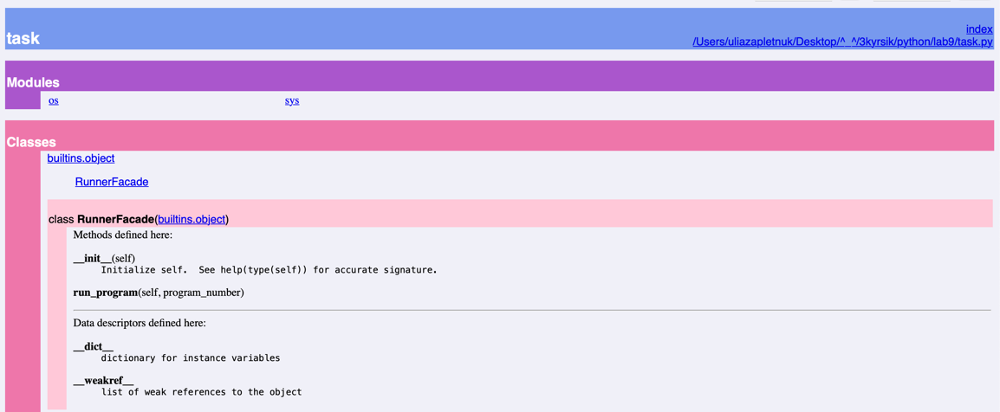 task
index
/Users/uliazapletnuk/Desktop/^_^/3kyrsik/python/lab9/task.py
Modules
os sys
Classes
builtins.object
RunnerFacade
class RunnerFacade(builtins.object)
Methods defined here:
__init__(self)
Initialize self.  See help(type(self)) for accurate signature.
run_program(self, program_number)
Data descriptors defined here:
__dict__
dictionary for instance variables
__weakref__
list of weak references to the object